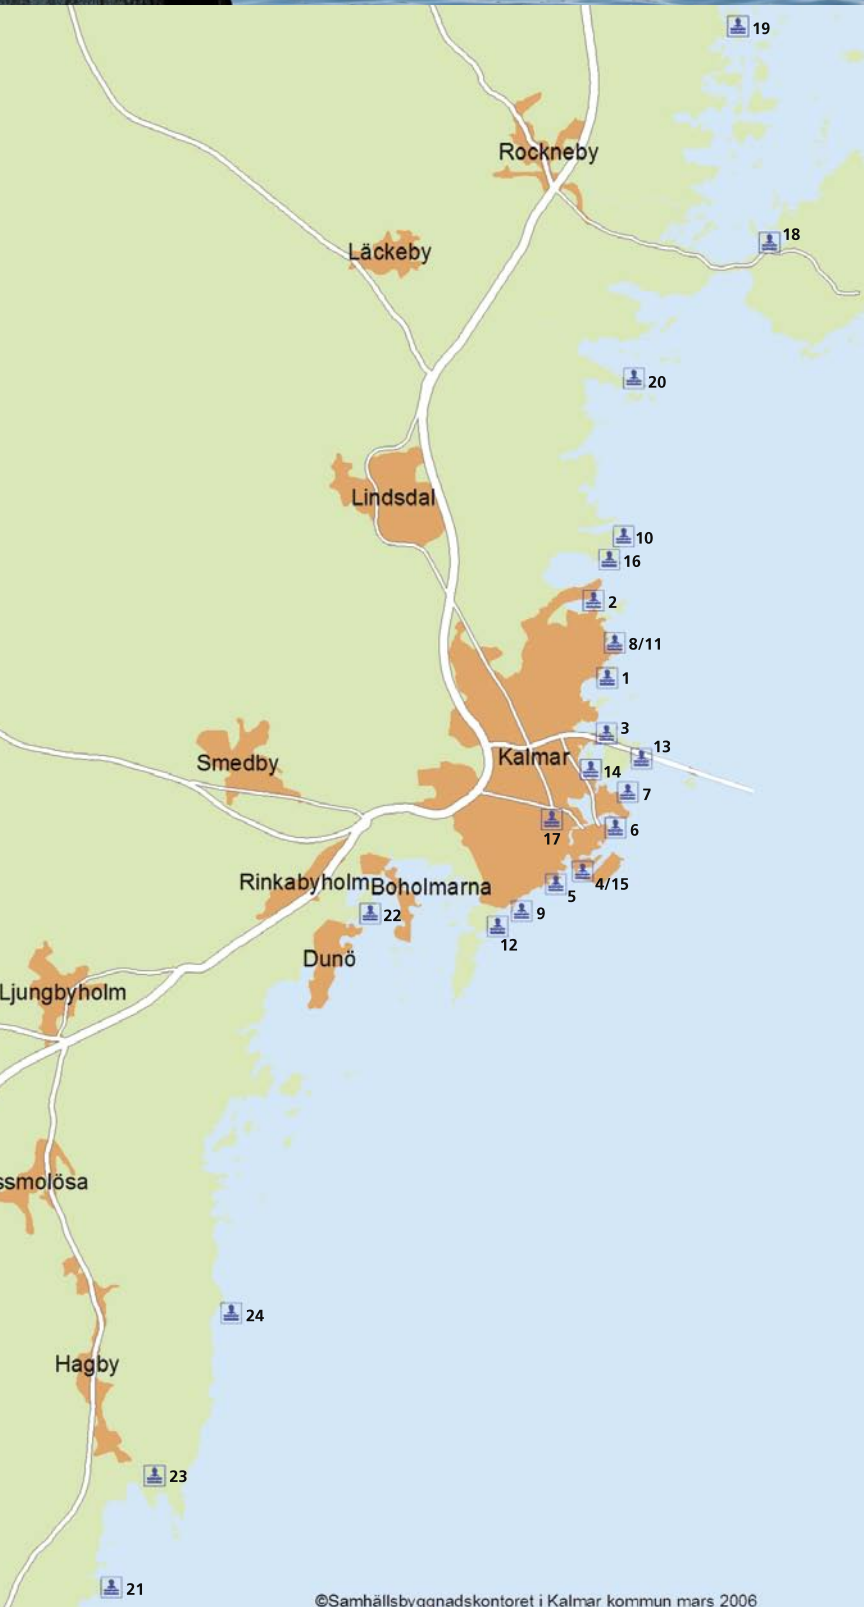 19
Rockneby
18
Läckeby
20
Lindsdal
10
16
2
8/11
1
3
13
Kalmar
14
Smedby
7
17
6
Rinkabyholm
Boholmarna
4/15
5
22
9
12
Dunö
Ljungbyholm
ssmolösa
24
Hagby
23
21
©Samhällsbyggnadskontoret i Kalmar kommun mars 2006